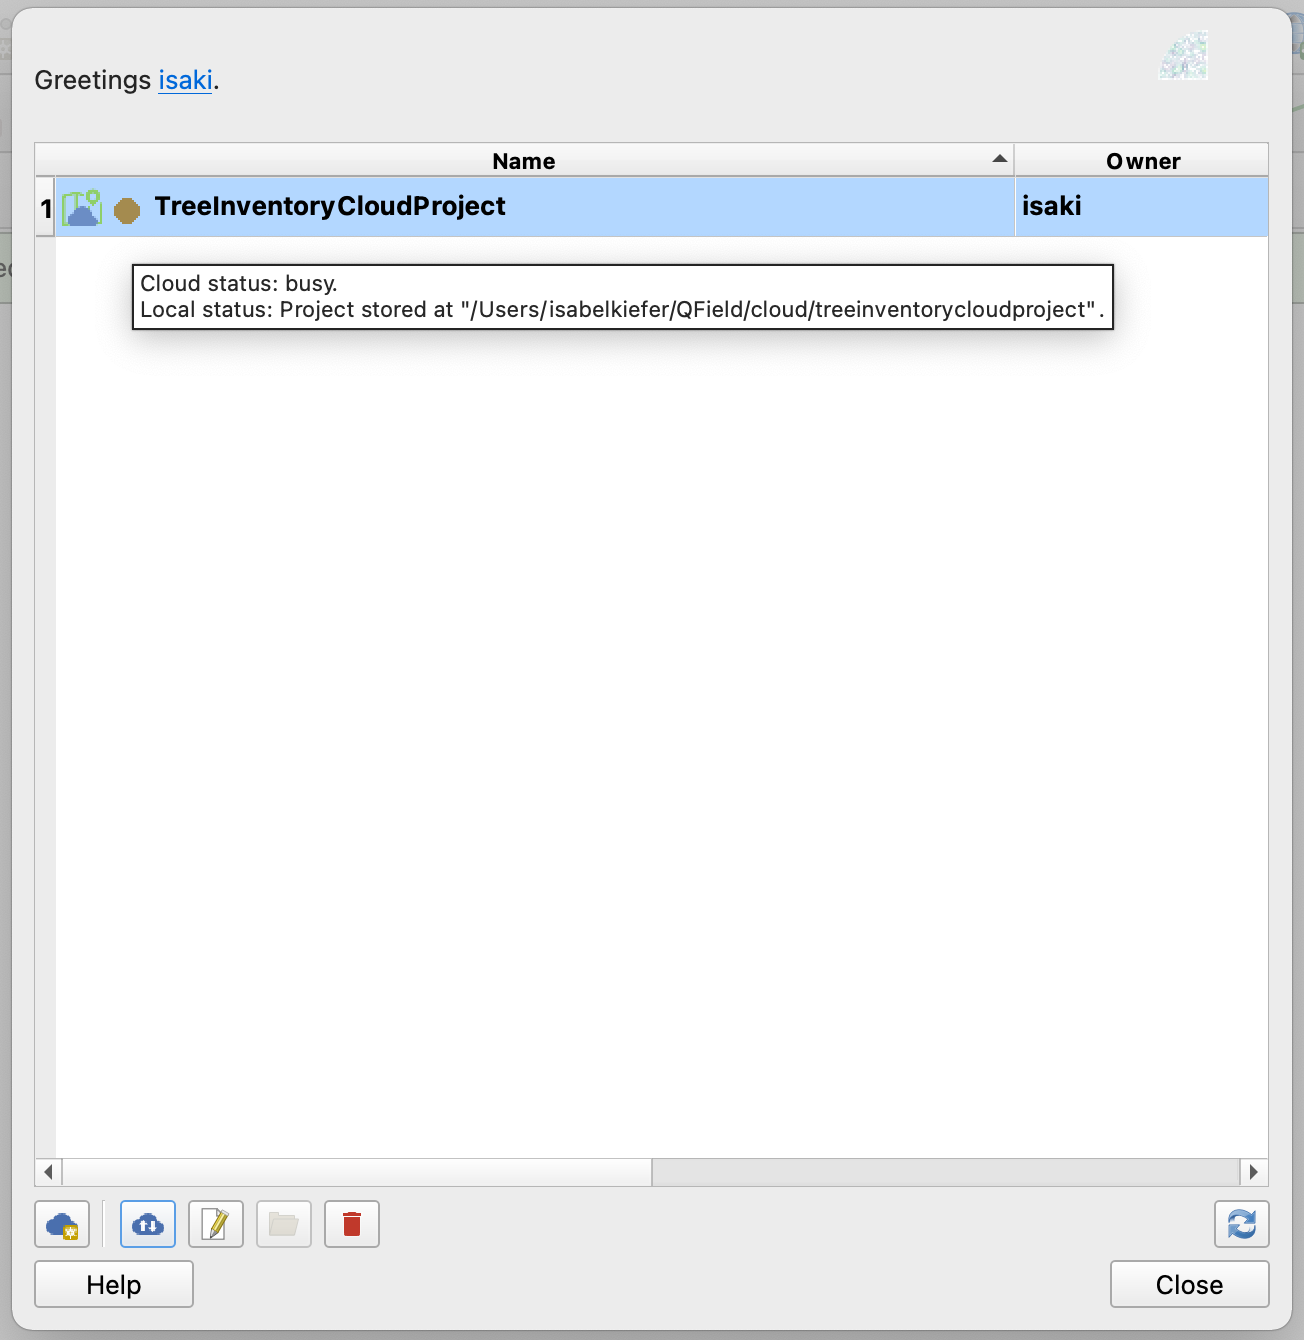 Greetings isaki.
Name Owner
1 TreeInventoryCloudProject isaki
Cloud status: busy.
Local status: Project stored at "/Users/isabelkiefer/QField/cloud/treeinventorycloudproject".
Help Close